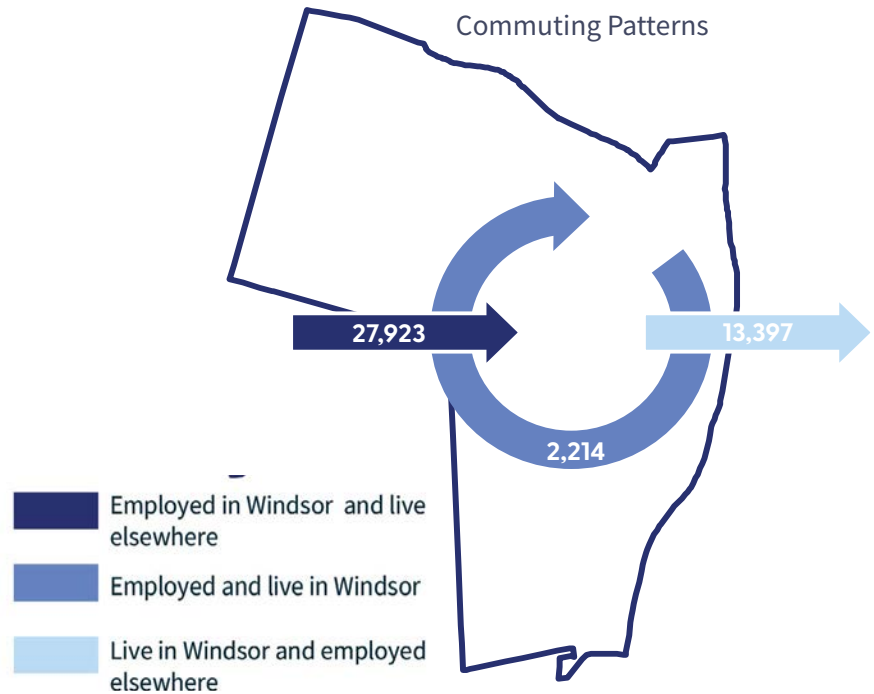 Commuting Patterns
27,923
13,397
2,214
Employed in Windsor and live
elsewhere
Employed and live in Windsor
Live in Windsor and employed
elsewhere